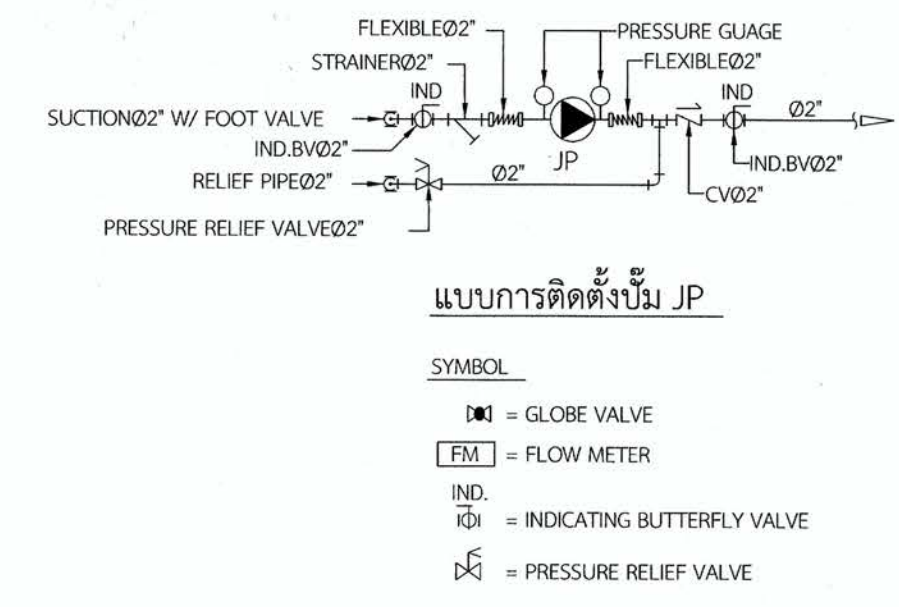 FLEXIBLEØ2"
PRESSURE GUAGE
STRAINERØ2"
FLEXIBLEØ2"
IND
IND
SUCTIONØ2" W/ FOOT VALVE
Ø2"
IND.BVØ2"
JP
IND.BVØ2"
RELIEF PIPEØ2"
Ø2"
CVØ2"
PRESSURE RELIEF VALVEØ2"
แบบการติดตั้งปั๊ม JP
SYMBOL
= GLOBE VALVE
FM = FLOW METER
IND.
= INDICATING BUTTERFLY VALVE
= PRESSURE RELIEF VALVE